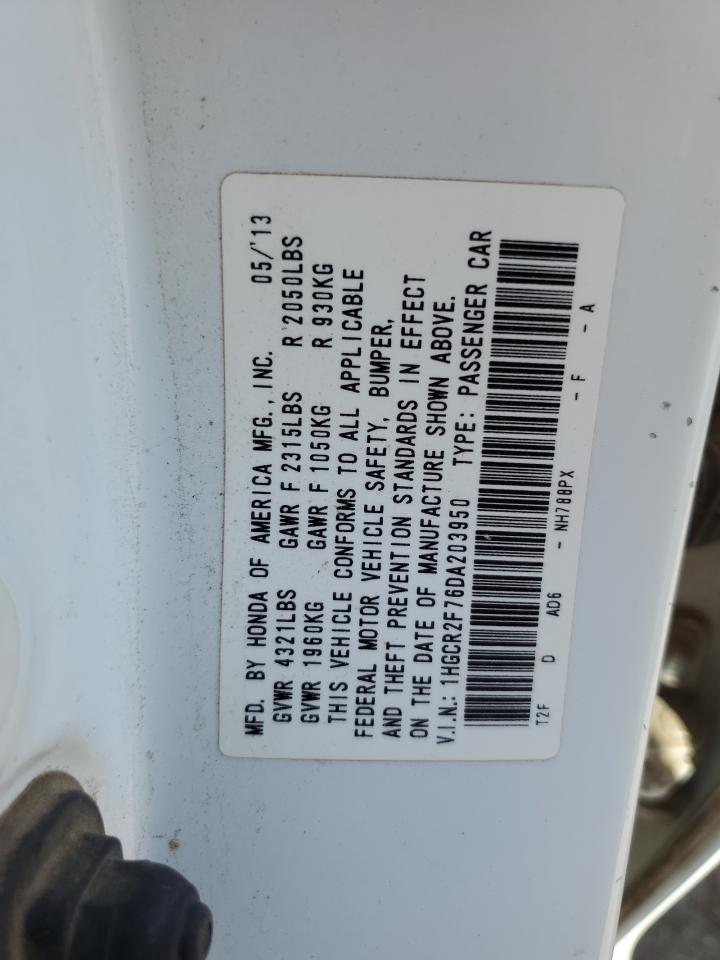 MFD. BY HONDA OF AMERICA MFG., INC. 05/'13
GVWR 4321LBS GAWR F 2315LBS R 2050LBS
GVWR 1960KG GAWR F 1050KG R 930KG
THIS VEHICLE CONFORMS TO ALL APPLICABLE
FEDERAL MOTOR VEHICLE SAFETY, BUMPER,
AND THEFT PREVENTION STANDARDS IN EFFECT
ON THE DATE OF MANUFACTURE SHOWN ABOVE.
V.I.N.: 1HGCR2F76DA203950 TYPE: PASSENGER CAR
T2F D AD6 - NH788PX - F - A